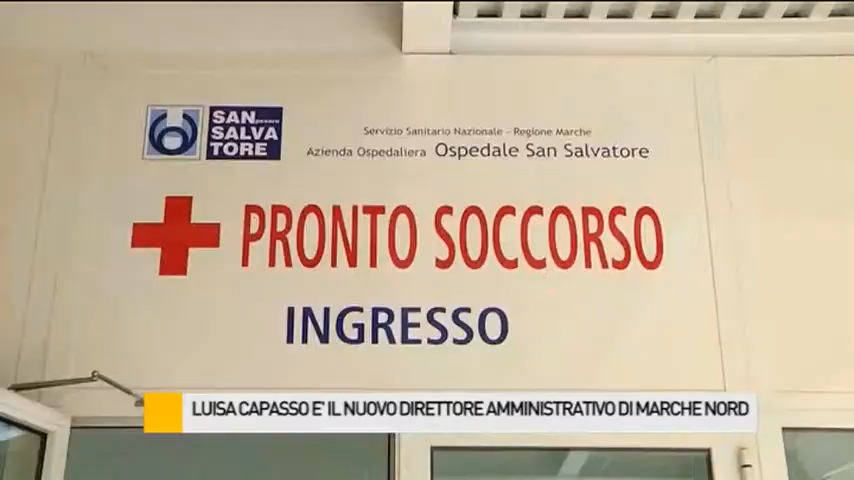 SAN pesaro
SALVA
TORE
Servizio Sanitario Nazionale - Regione Marche
Azienda Ospedaliera Ospedale San Salvatore
PRONTO SOCCORSO
INGRESSO
LUISA CAPASSO E' IL NUOVO DIRETTORE AMMINISTRATIVO DI MARCHE NORD